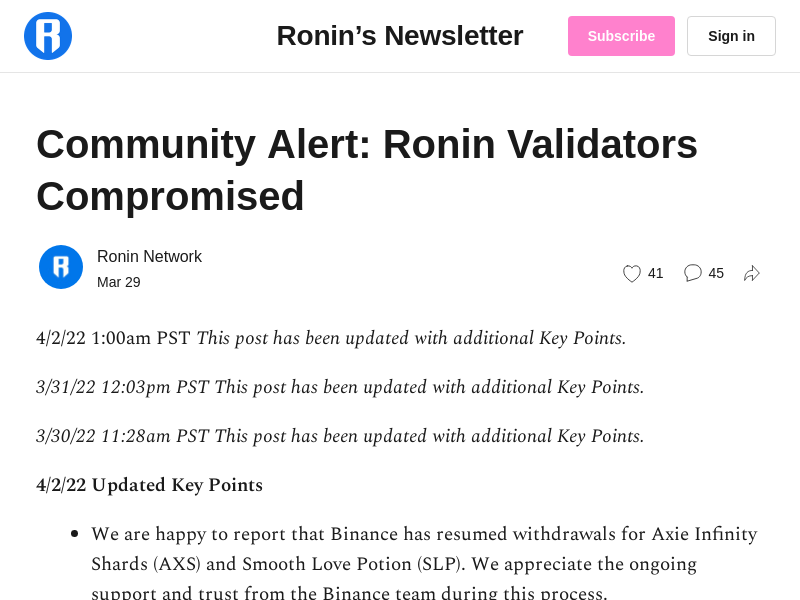 Ronin’s Newsletter
Subscribe
Sign in
Community Alert: Ronin Validators
Compromised
Ronin Network
Mar 29
41
45
4/2/22 1:00am PST This post has been updated with additional Key Points.
3/31/22 12:03pm PST This post has been updated with additional Key Points.
3/30/22 11:28am PST This post has been updated with additional Key Points.
4/2/22 Updated Key Points
We are happy to report that Binance has resumed withdrawals for Axie Infinity
Shards (AXS) and Smooth Love Potion (SLP). We appreciate the ongoing
support and trust from the Binance team during this process.